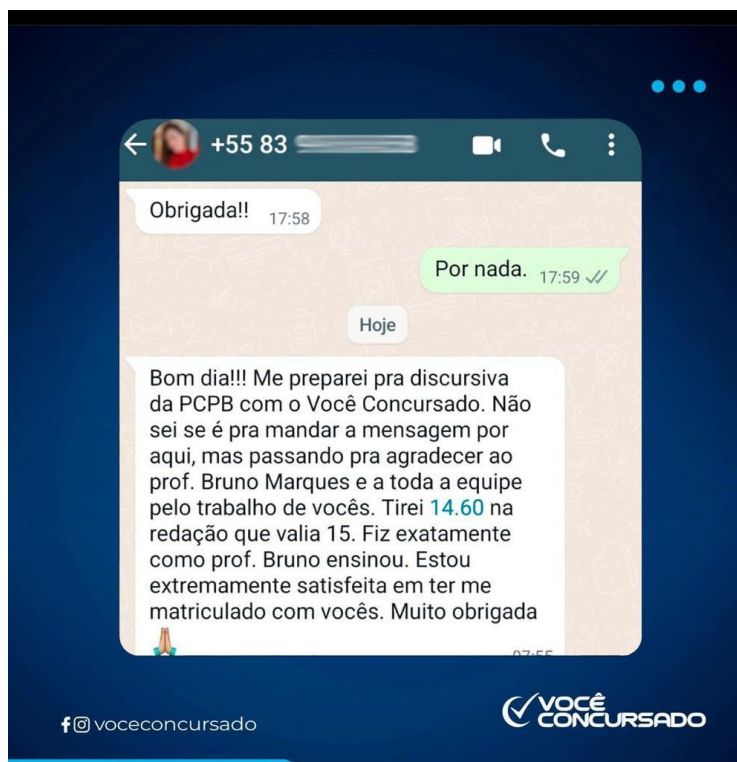 +55 83
Obrigada!! 17:58
Por nada. 17:59
Hoje
Bom dia!!! Me preparei pra discursiva
da PCPB com o Você Concursado. Não
sei se é pra mandar a mensagem por
aqui, mas passando pra agradecer ao
prof. Bruno Marques e a toda a equipe
pelo trabalho de vocês. Tirei 14.60 na
redação que valia 15. Fiz exatamente
como prof. Bruno ensinou. Estou
extremamente satisfeita em ter me
matriculado com vocês. Muito obrigada
🙏🏽 07:55
voceconcursado
VOCÊ
CONCURSADO